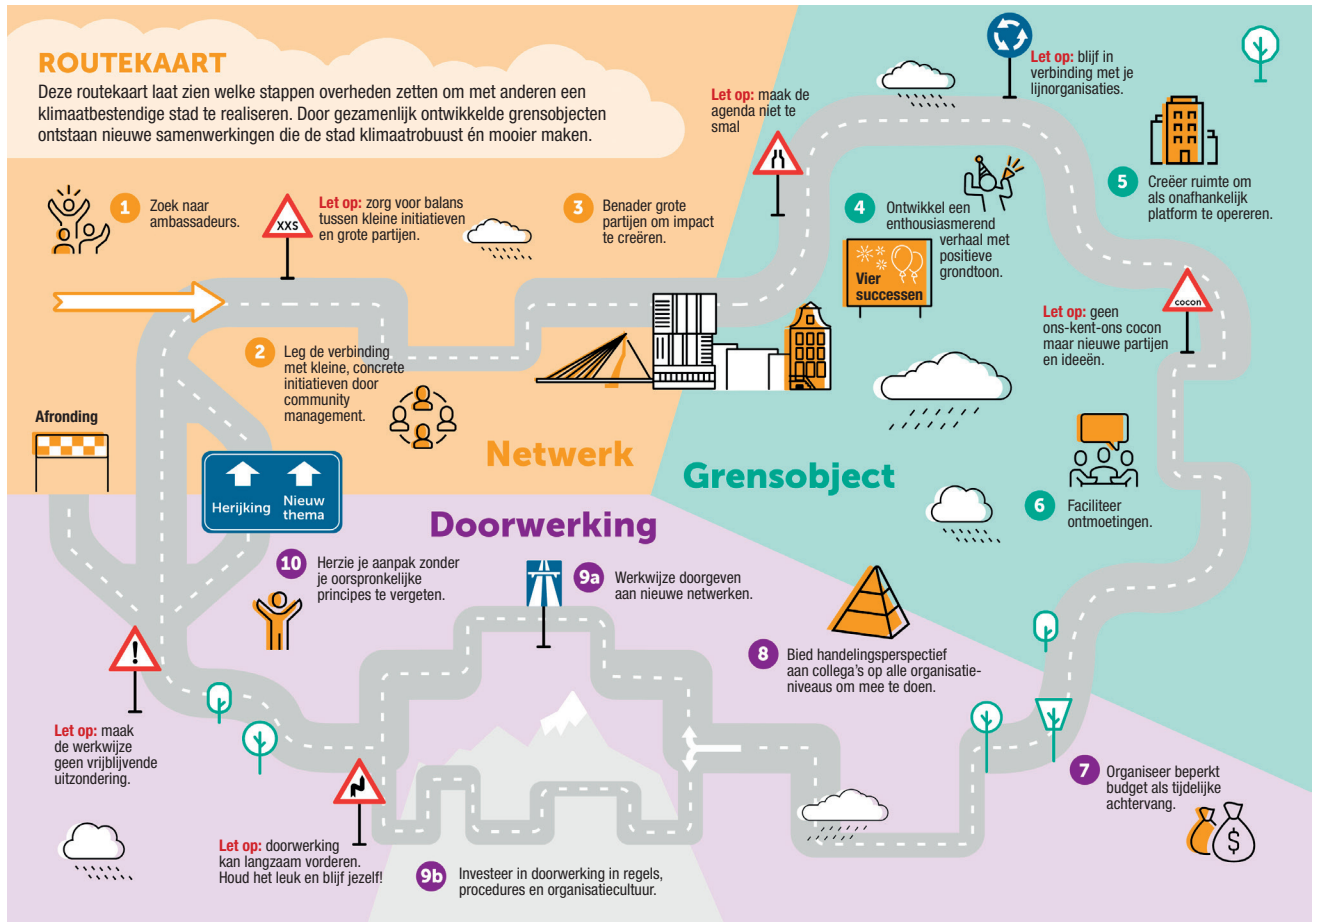 ROUTEKAART
Deze routekaart laat zien welke stappen overheden zetten om met anderen een
klimaatbestendige stad te realiseren. Door gezamenlijk ontwikkelde grensobjecten
ontstaan nieuwe samenwerkingen die de stad klimaatrobuust én mooier maken.
1
Zoek naar
ambassadeurs.
XXS
Let op: zorg voor balans
tussen kleine initiatieven
en grote partijen.
2
Leg de verbinding
met kleine, concrete
initiatieven door
community
management.
3
Benader grote
partijen om impact
te creëren.
Netwerk
Let op: maak de
agenda niet te
smal
4
Ontwikkel een
enthousiasmerend
verhaal met
positieve
grondtoon.
Vier
successen
Let op: blijf in
verbinding met je
lijnorganisaties.
5
Creëer ruimte om
als onafhankelijk
platform te opereren.
cocon
Let op: geen
ons-kent-ons cocon
maar nieuwe partijen
en ideeën.
6
Faciliteer
ontmoetingen.
Grensobject
Doorwerking
7
Organiseer beperkt
budget als tijdelijke
achtervang.
$
8
Bied handelingsperspectief
aan collega's op alle organisatie-
niveaus om mee te doen.
9a
Werkwijze doorgeven
aan nieuwe netwerken.
9b
Investeer in doorwerking in regels,
procedures en organisatiecultuur.
Let op: doorwerking
kan langzaam vorderen.
Houd het leuk en blijf jezelf!
10
Herzie je aanpak zonder
je oorspronkelijke
principes te vergeten.
!
Let op: maak
de werkwijze
geen vrijblijvende
uitzondering.
Herijking
Nieuw
thema
Afronding